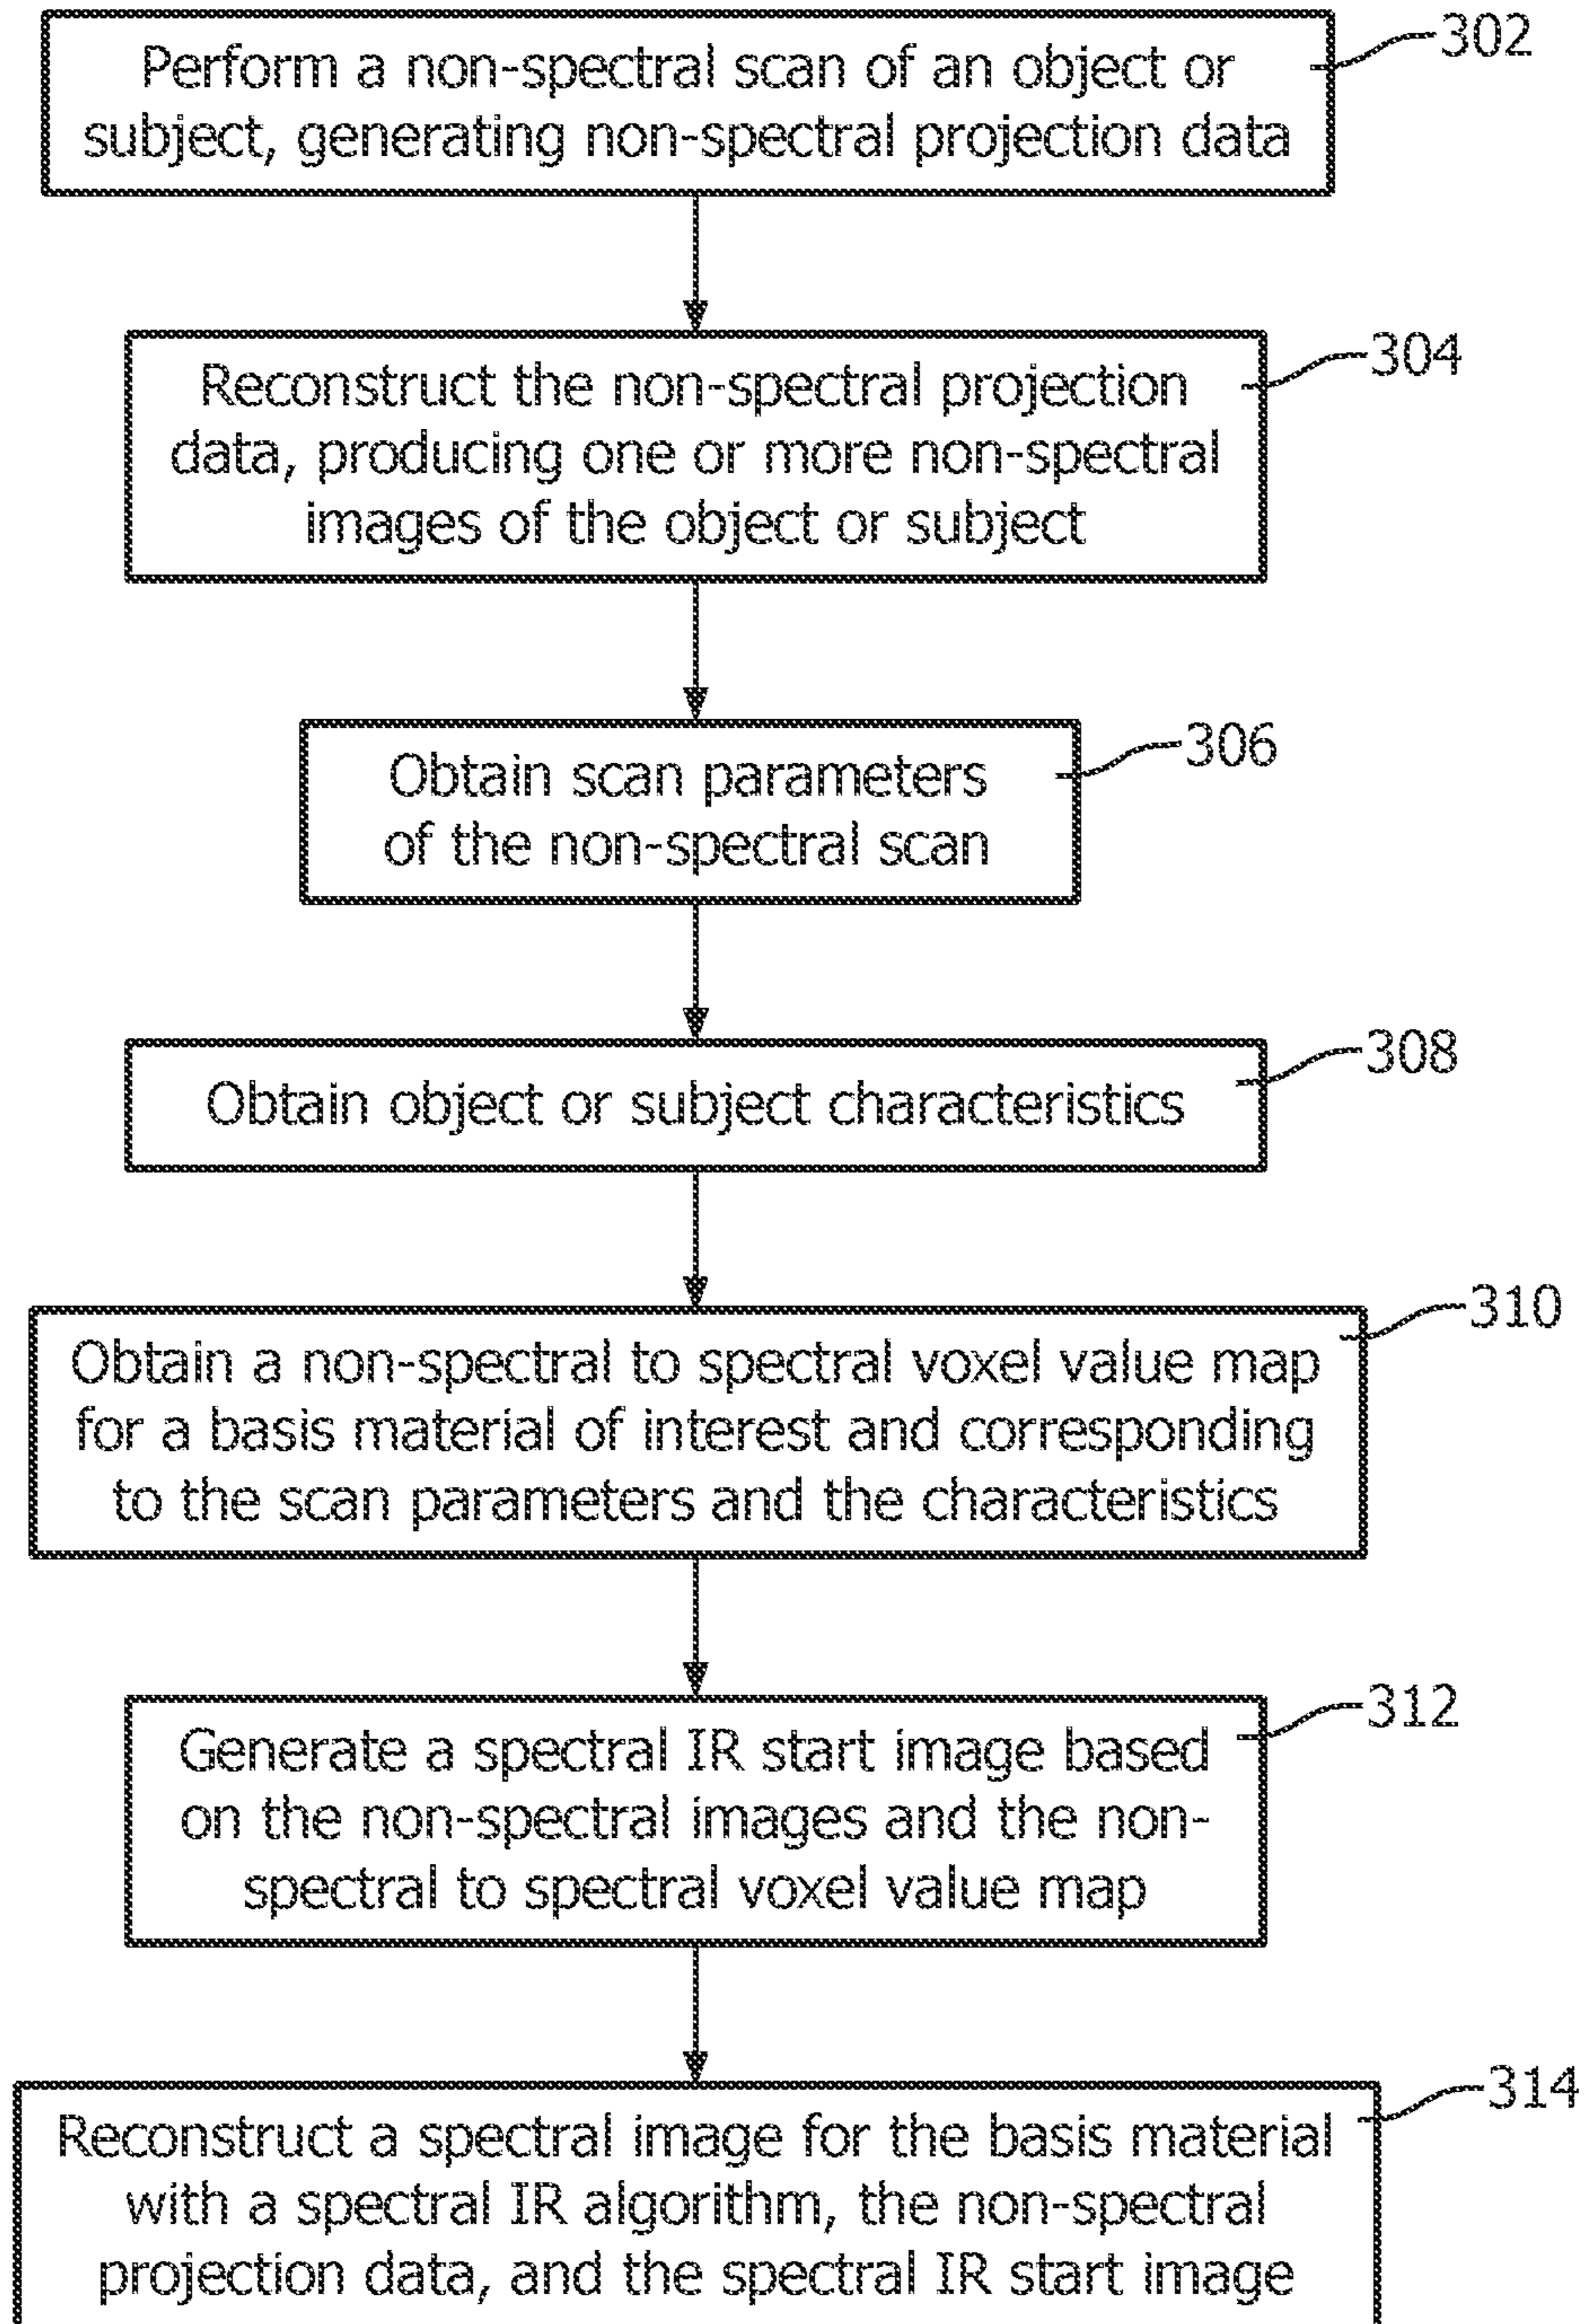 302
Perform a non-spectral scan of an object or
subject, generating non-spectral projection data
304
Reconstruct the non-spectral projection
data, producing one or more non-spectral
images of the object or subject
306
Obtain scan parameters
of the non-spectral scan
308
Obtain object or subject characteristics
310
Obtain a non-spectral to spectral voxel value map
for a basis material of interest and corresponding
to the scan parameters and the characteristics
312
Generate a spectral IR start image based
on the non-spectral images and the non-
spectral to spectral voxel value map
314
Reconstruct a spectral image for the basis material
with a spectral IR algorithm, the non-spectral
projection data, and the spectral IR start image